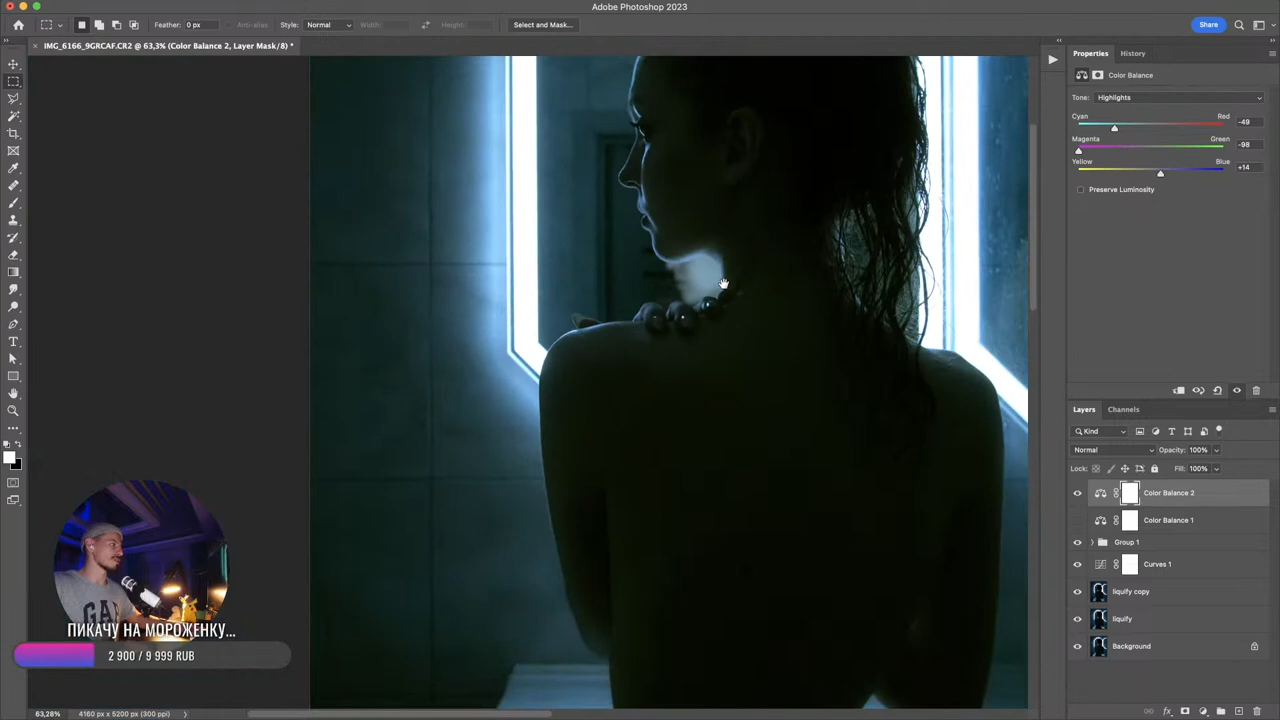 Adobe Photoshop 2023
Feather: 0 px
Anti-alias
Style: Normal
Width:
Height:
Select and Mask...
Share
× IMG_6166_9GRCAF.CR2 @ 63,3% (Color Balance 2, Layer Mask/8) *
Properties
History
Color Balance
Tone: Highlights
Cyan
Red
-49
Magenta
Green
-98
Yellow
Blue
+14
Preserve Luminosity
Layers
Channels
Kind
Normal
Opacity: 100%
Lock:
Fill: 100%
Color Balance 2
Color Balance 1
Group 1
Curves 1
liquify copy
liquify
Background
ПИКАЧУ НА МОРОЖЕНКУ...
2 900 / 9 999 RUB
63,28%
4160 px x 5200 px (300 ppi)